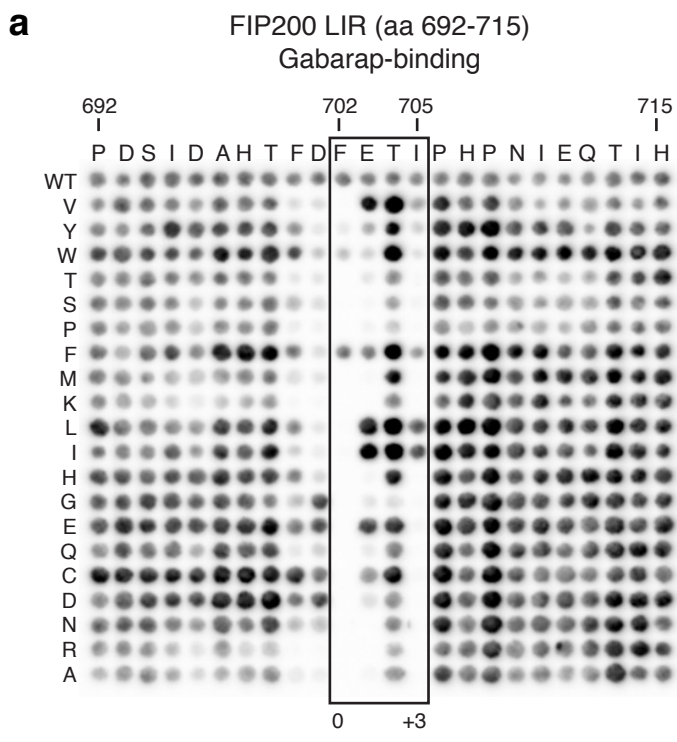 a
FIP200 LIR (aa 692-715)
Gabarap-binding
692 702 705 715
P D S I D A H T F D F E T I P H P N I E Q T I H
WT
V
Y
W
T
S
P
F
M
K
L
I
H
G
E
Q
C
D
N
R
A
0 +3